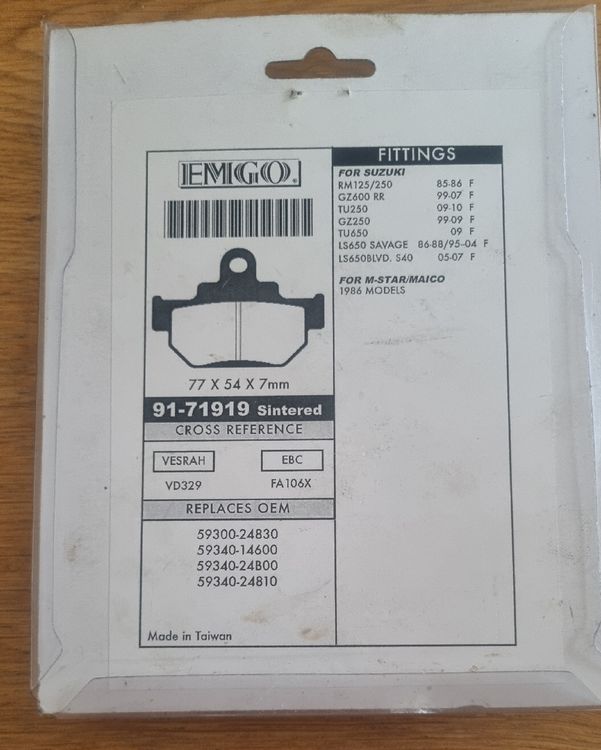 EMGO®
77 X 54 X 7mm
91-71919 Sintered
CROSS REFERENCE
VESRAH EBC
VD329 FA106X
REPLACES OEM
59300-24830
59340-14600
59340-24B00
59340-24810
Made in Taiwan
FITTINGS
FOR SUZUKI
RM125/250 85-86 F
GZ600 RR 99-07 F
TU250 09-10 F
GZ250 99-09 F
TU650 09 F
LS650 SAVAGE 86-88/95-04 F
LS650BLVD. S40 05-07 F
FOR M-STAR/MAICO
1986 MODELS